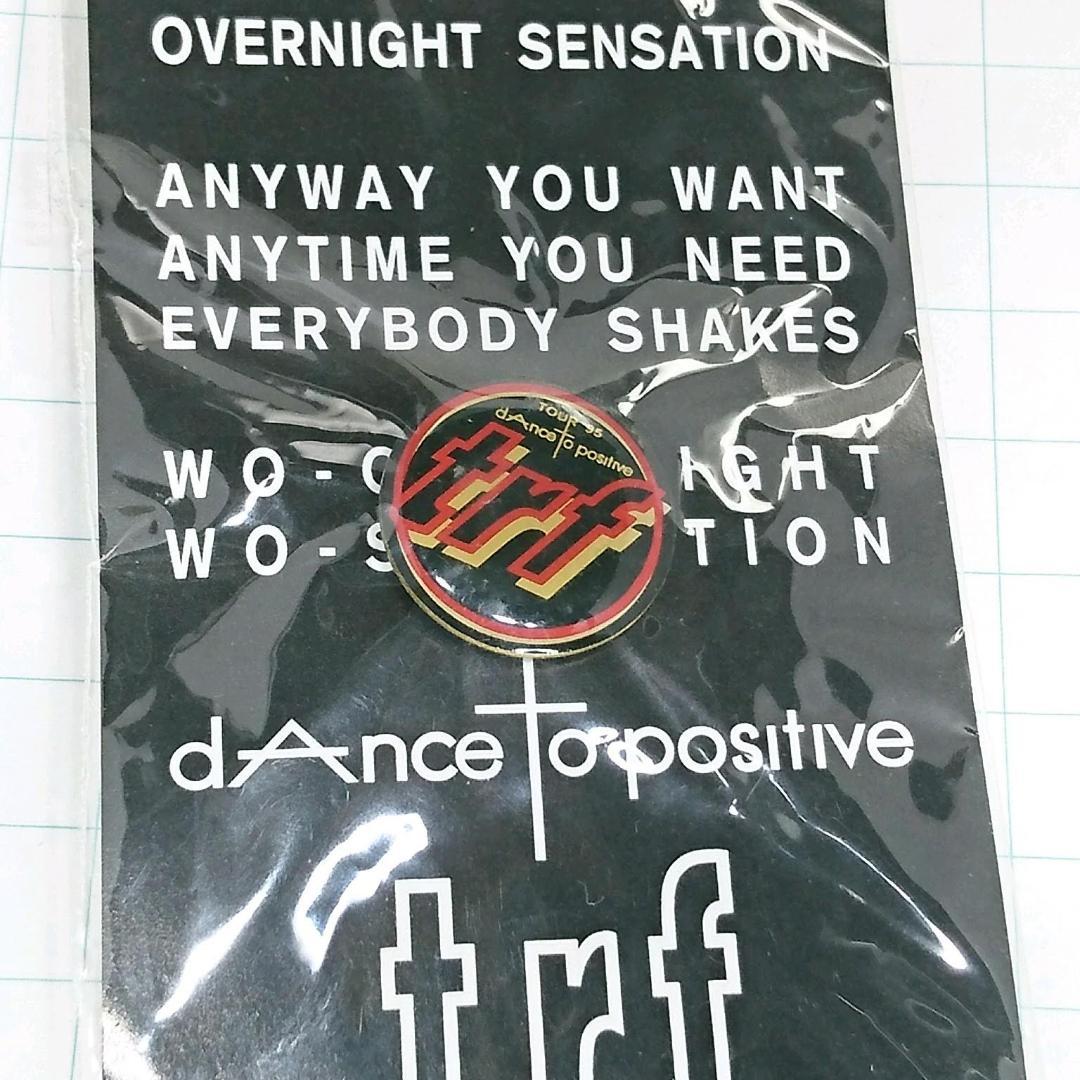 OVERNIGHT SENSATION
ANYWAY YOU WANT
ANYTIME YOU NEED
EVERYBODY SHAKES
WO-O IGHT
WO-S TION
TOUR '95
dAnce To positive
trf
dAnce To positive
trf